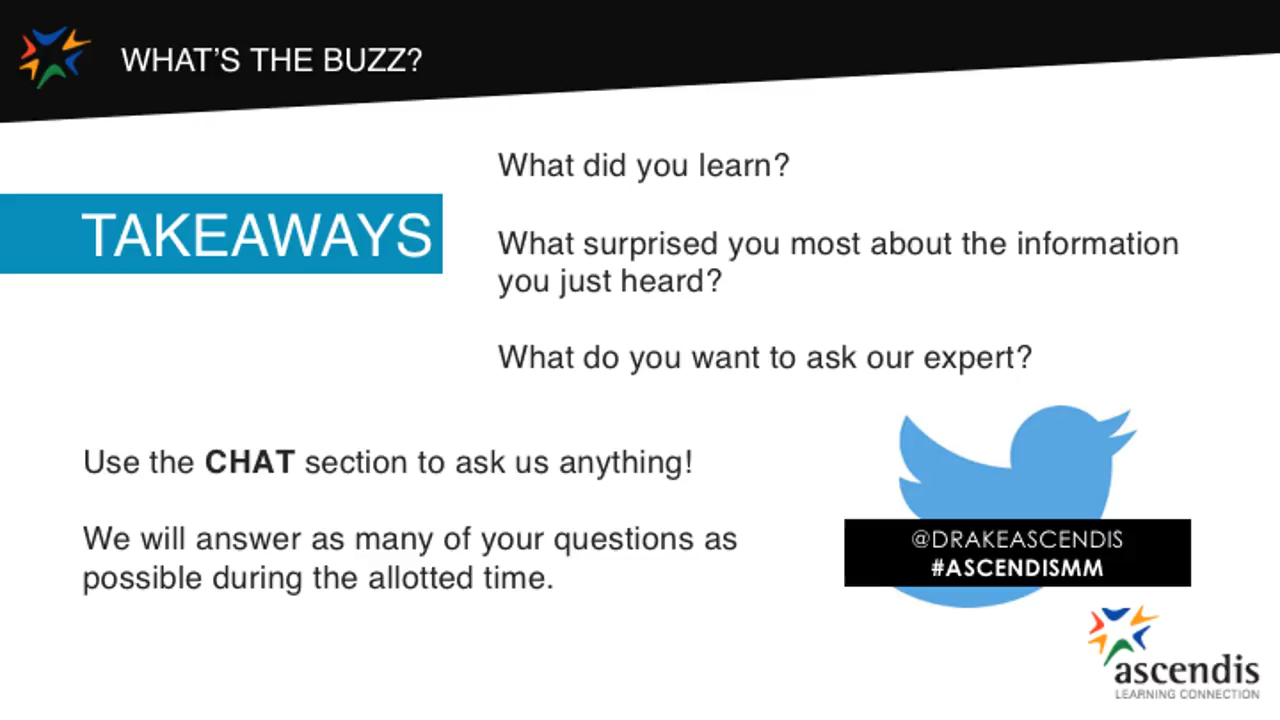 WHAT'S THE BUZZ?
TAKEAWAYS
What did you learn?
What surprised you most about the information
you just heard?
What do you want to ask our expert?
Use the CHAT section to ask us anything!
We will answer as many of your questions as
possible during the allotted time.
@DRAKEASCENDIS
#ASCENDISMM
ascendis
LEARNING CONNECTION